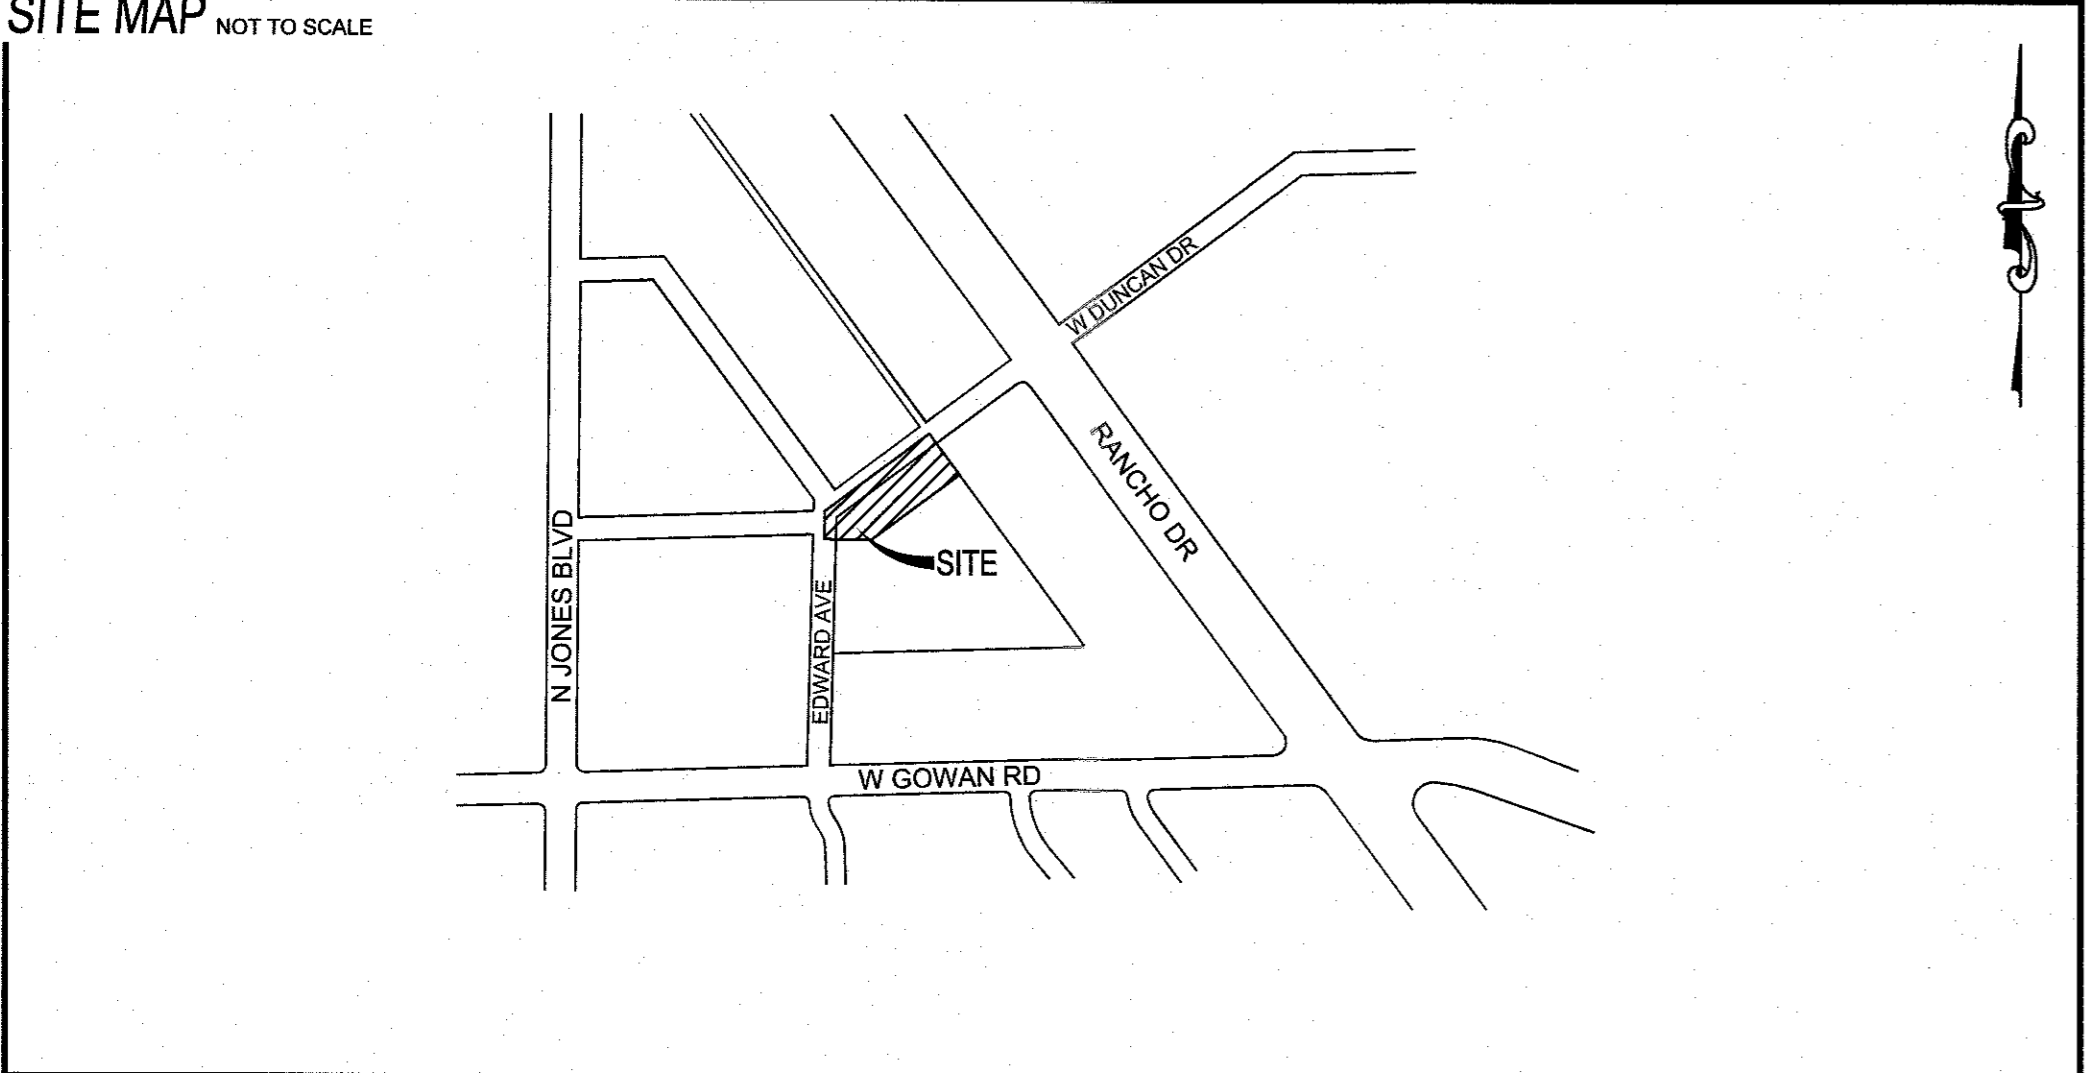 SITE MAP NOT TO SCALE
W DUNCAN DR
RANCHO DR
N JONES BLVD
SITE
EDWARD AVE
W GOWAN RD